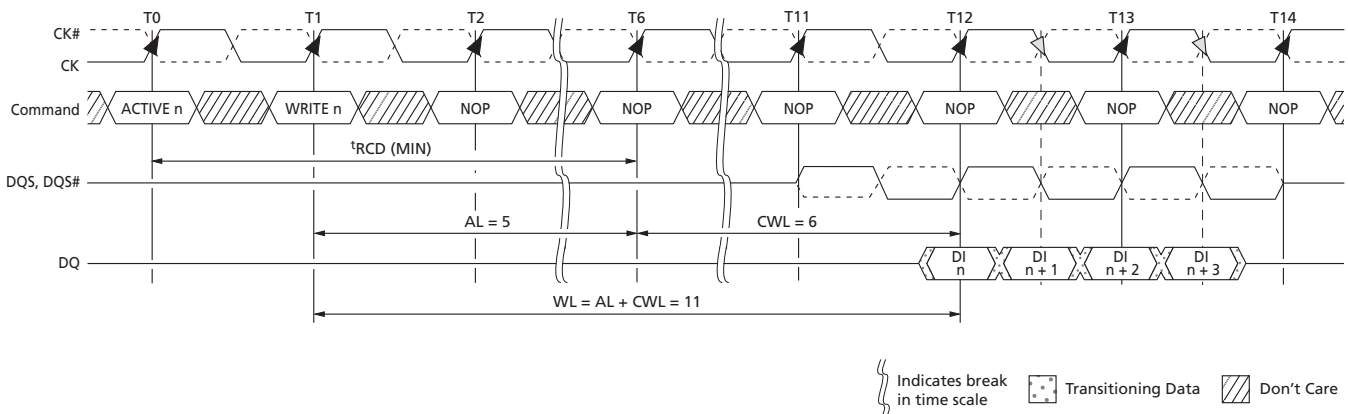 T0 T1 T2 T6 T11 T12 T13 T14
CK#
CK
Command ACTIVE n WRITE n NOP NOP NOP NOP NOP NOP
tRCD (MIN)
DQS, DQS#
AL = 5 CWL = 6
DQ DI n DI n + 1 DI n + 2 DI n + 3
WL = AL + CWL = 11
Indicates break in time scale
Transitioning Data
Don't Care